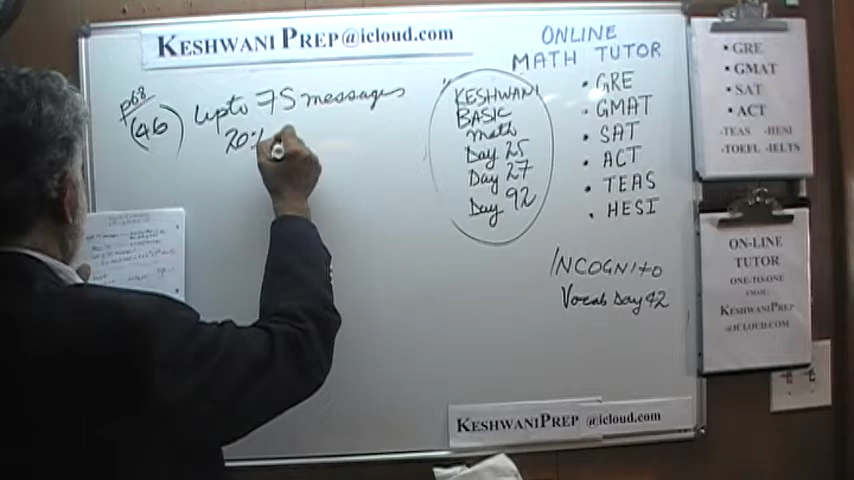 KESHWANIPREP@icloud.com
p68
(46)
upto 75 messages
20%
KESHWANI
BASIC
Math
Day 25
Day 27
Day 92
ONLINE
MATH TUTOR
• GRE
• GMAT
• SAT
• ACT
• TEAS
• HESI
INCOGNITO
Vocab Day 42
KESHWANIPREP @icloud.com
• GRE
• GMAT
• SAT
• ACT
-TEAS -HESI
-TOEFL -IELTS
ON-LINE
TUTOR
ONE-TO-ONE
EMAIL
KESHWANIPREP
@ICLOUD.COM